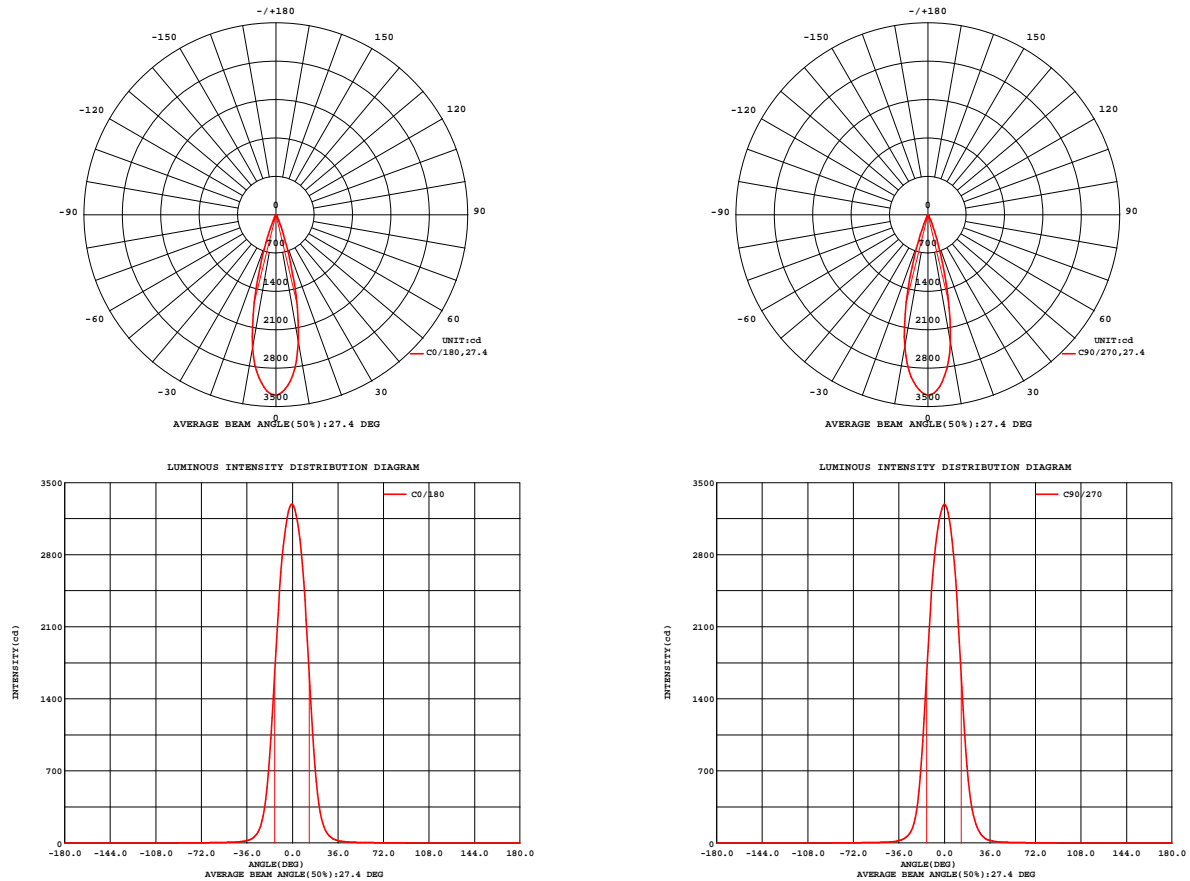 -/+180
-150
150
-120
120
-90
90
-60
60
-30
30
0
0
700
1400
2100
2800
3500
UNIT:cd
C0/180,27.4
AVERAGE BEAM ANGLE(50%):27.4 DEG
-/+180
-150
150
-120
120
-90
90
-60
60
-30
30
0
0
700
1400
2100
2800
3500
UNIT:cd
C90/270,27.4
AVERAGE BEAM ANGLE(50%):27.4 DEG
LUMINOUS INTENSITY DISTRIBUTION DIAGRAM
C0/180
INTENSITY(cd)
3500
2800
2100
1400
700
0
-180.0 -144.0 -108.0 -72.0 -36.0 0.0 36.0 72.0 108.0 144.0 180.0
ANGLE(DEG)
AVERAGE BEAM ANGLE(50%):27.4 DEG
LUMINOUS INTENSITY DISTRIBUTION DIAGRAM
C90/270
INTENSITY(cd)
3500
2800
2100
1400
700
0
-180.0 -144.0 -108.0 -72.0 -36.0 0.0 36.0 72.0 108.0 144.0 180.0
ANGLE(DEG)
AVERAGE BEAM ANGLE(50%):27.4 DEG